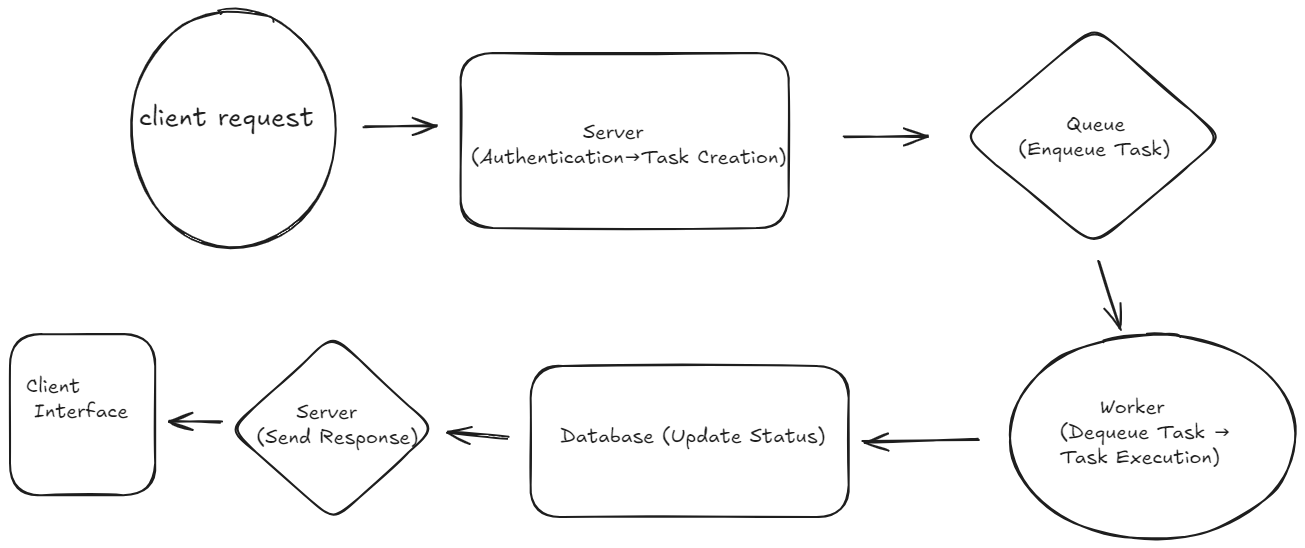 client request
Server
(Authentication→Task Creation)
Queue
(Enqueue Task)
Worker
(Dequeue Task →
Task Execution)
Database (Update Status)
Server
(Send Response)
Client
Interface